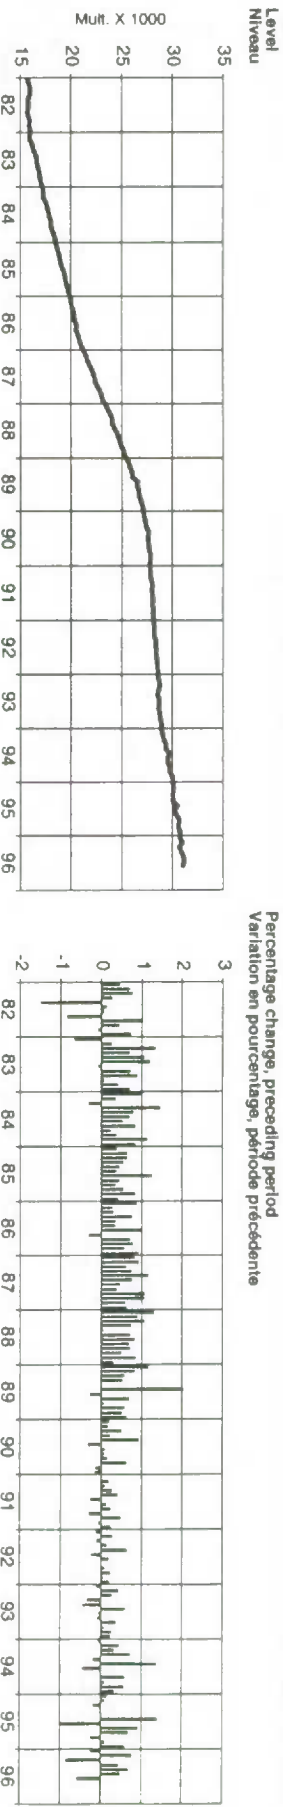 Level
Niveau
Mult. X 1000
35
30
25
20
15
82 83 84 85 86 87 88 89 90 91 92 93 94 95 96
Percentage change, preceding period
Variation en pourcentage, période précédente
3
2
1
0
-1
-2
82 83 84 85 86 87 88 89 90 91 92 93 94 95 96